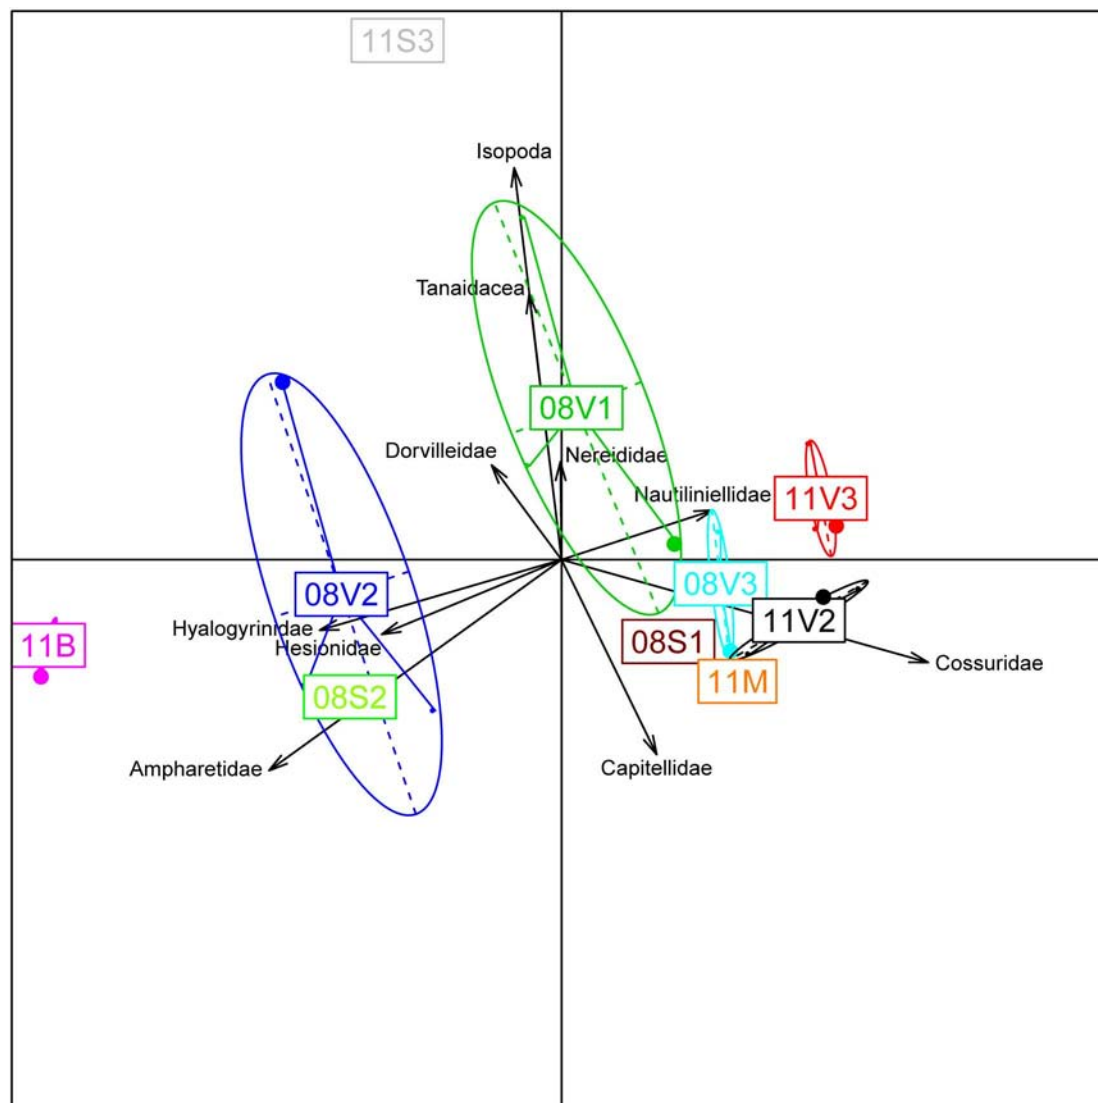 11S3
Isopoda
Tanaidacea
08V1
Dorvilleidae
Nereididae
Nautiliniellidae
11V3
08V3
08V2
11V2
Hyalogyrinidae
11B
08S1
Hesionidae
Cossuridae
11M
08S2
Ampharetidae
Capitellidae